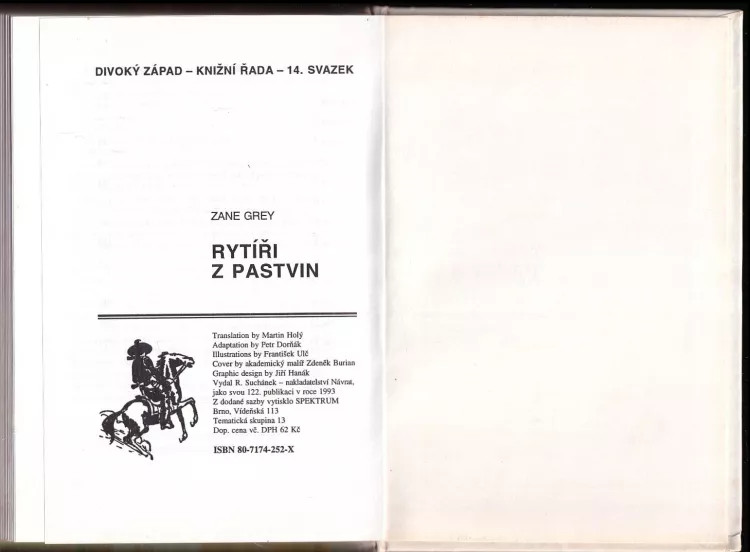 DIVOKÝ ZÁPAD – KNIŽNÍ ŘADA – 14. SVAZEK
ZANE GREY
RYTÍŘI
Z PASTVIN
Translation by Martin Holý
Adaptation by Petr Dorňák
Illustrations by František Ulč
Cover by akademický malíř Zdeněk Burian
Graphic design by Jiří Hanák
Vydal R. Suchánek – nakladatelství Návrat,
jako svou 122. publikaci v roce 1993
Z dodané sazby vytisklo SPEKTRUM
Brno, Vídeňská 113
Tematická skupina 13
Dop. cena vč. DPH 62 Kč
ISBN 80-7174-252-X